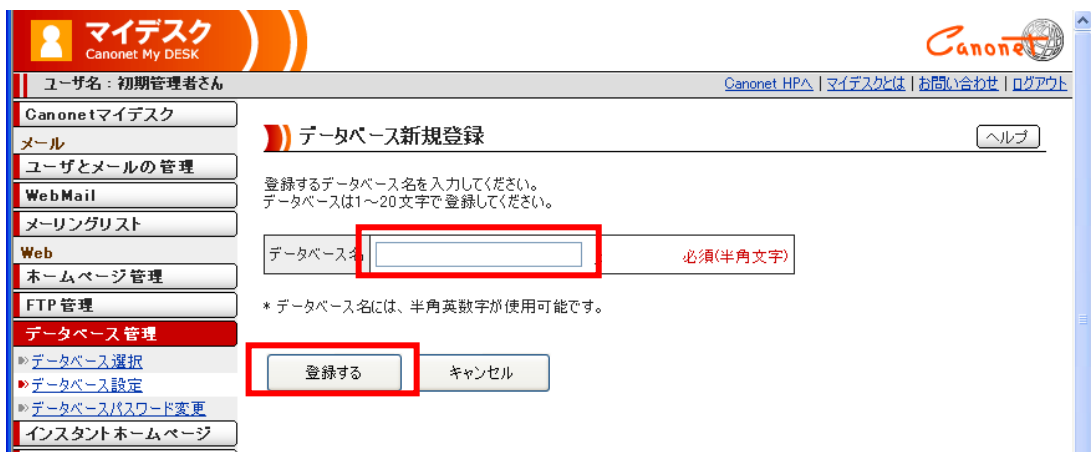 マイデスク
Canonet My DESK
Canonet
ユーザ名:初期管理者さん
Canonet HPへ | マイデスクとは | お問い合わせ | ログアウト
Canonetマイデスク
メール
ユーザとメールの管理
WebMail
メーリングリスト
Web
ホームページ管理
FTP管理
データベース管理
データベース選択
データベース設定
データベースパスワード変更
インスタントホームページ
データベース新規登録
ヘルプ
登録するデータベース名を入力してください。
データベースは1~20文字で登録してください。
データベース名
必須(半角文字)
* データベース名には、半角英数字が使用可能です。
登録する
キャンセル